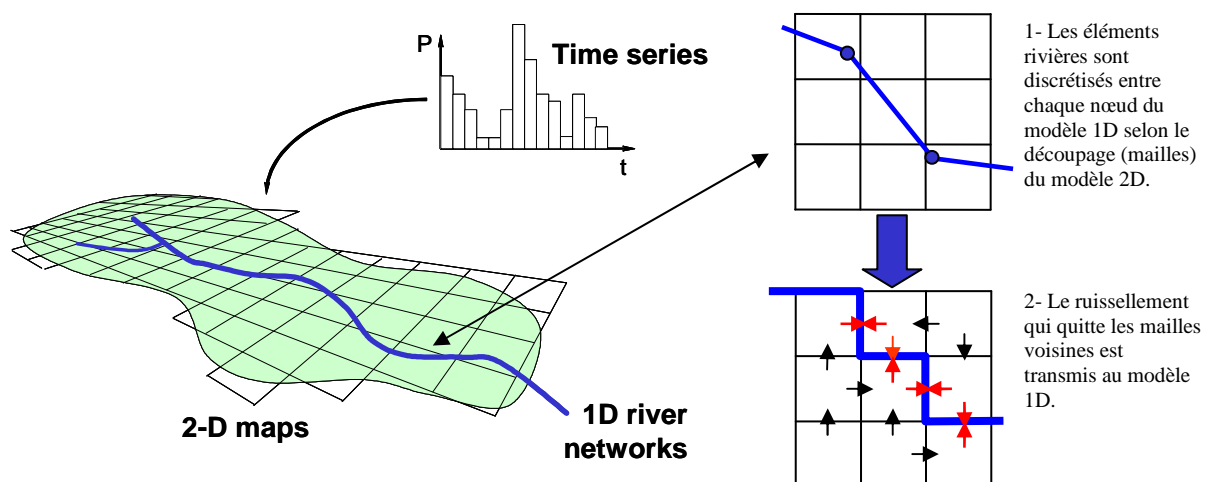 P
Time series
t
2-D maps
1D river
networks
1- Les éléments
rivières sont
discrétisés entre
chaque nœud du
modèle 1D selon le
découpage (mailles)
du modèle 2D.
2- Le ruissellement
qui quitte les mailles
voisines est
transmis au modèle
1D.